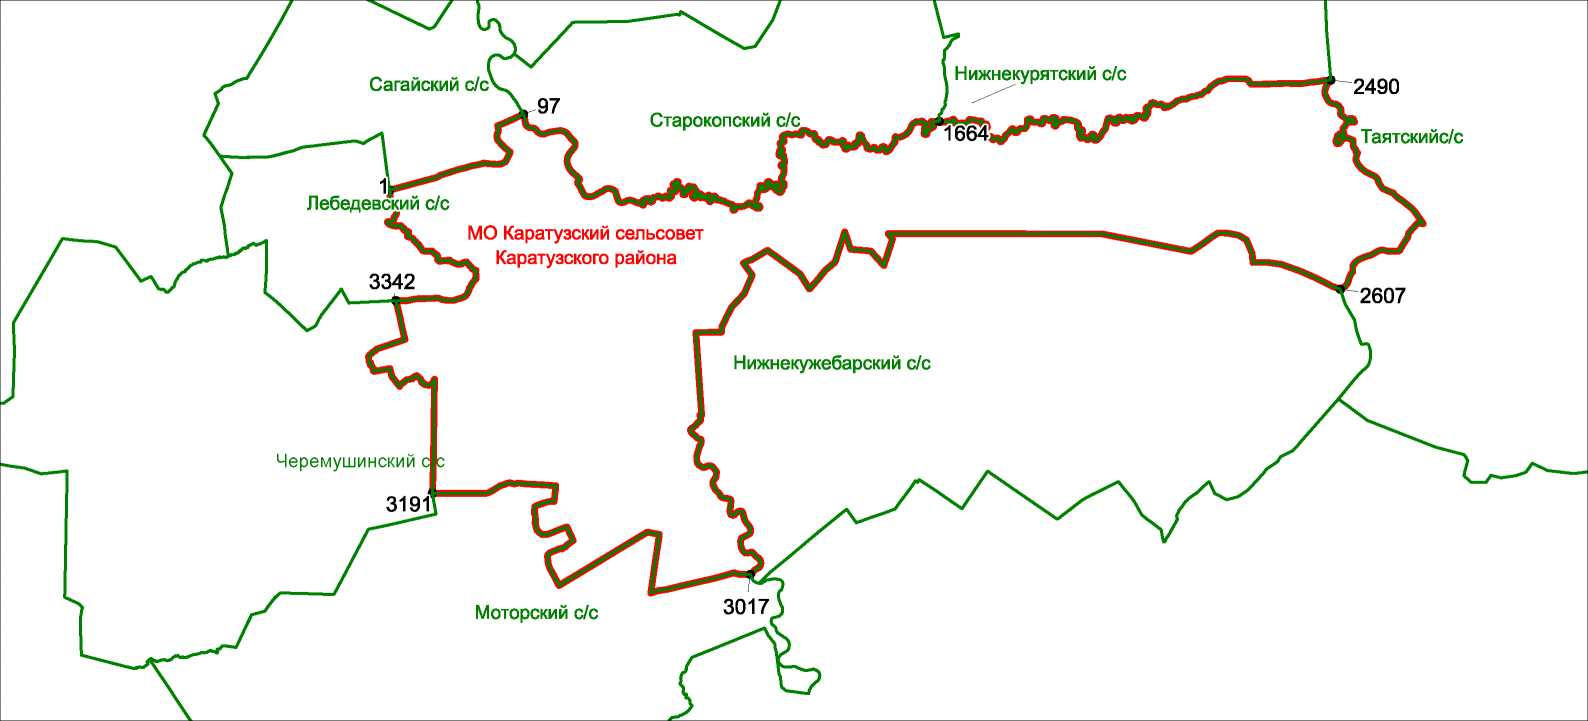 Нижнекурятский с/с
Сагайский с/с
2490
97
Старокопский с/с
1664
Таятскийс/с
1
Лебедевский с/с
МО Каратузский сельсовет
Каратузского района
3342
2607
Нижнекужебарский с/с
Черемушинский с/с
3191
3017
Моторский с/с